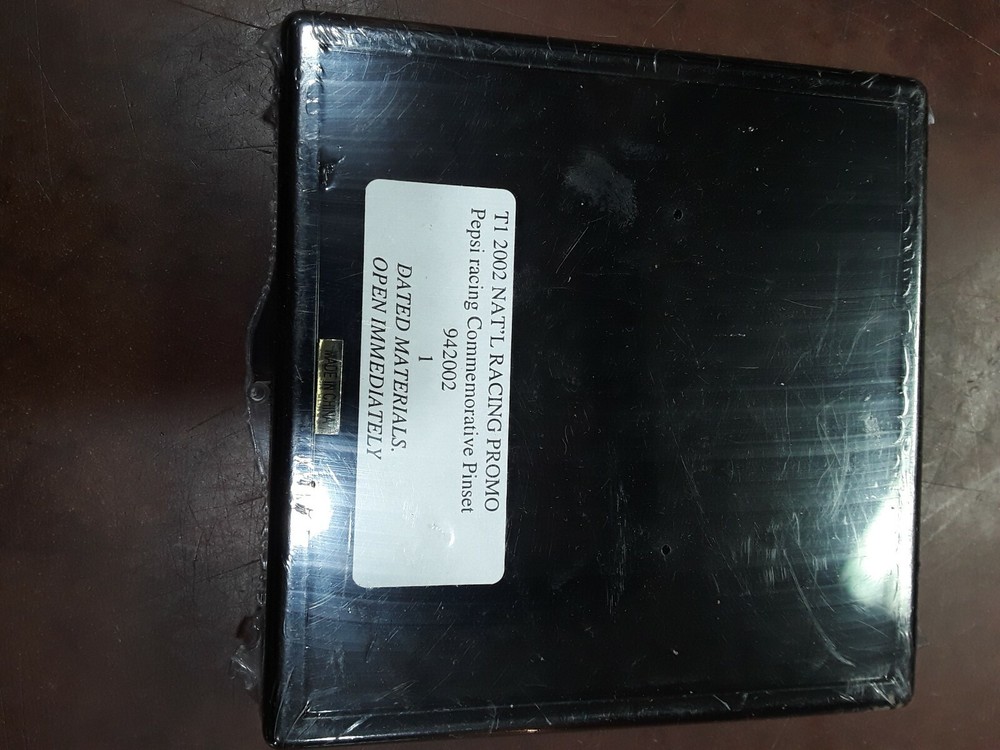 T1 2002 NAT'L RACING PROMO
Pepsi racing Commemorative Pinset
942002
1
DATED MATERIALS.
OPEN IMMEDIATELY
MADE IN CHINA